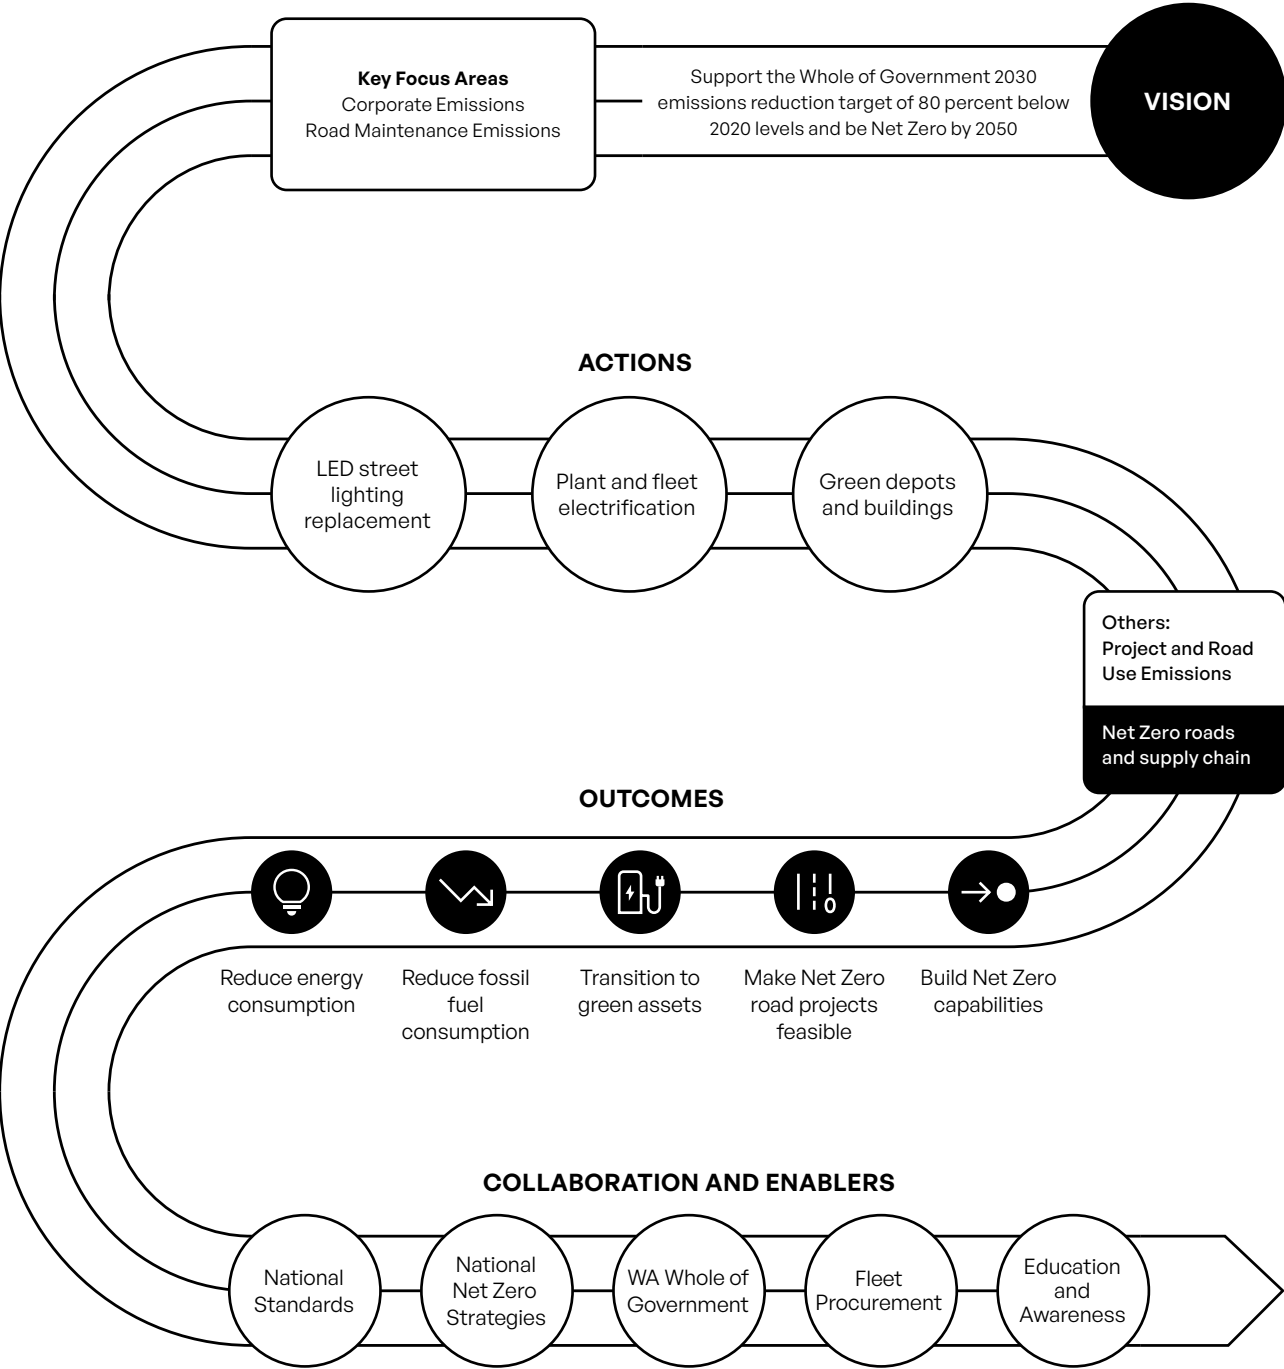 Key Focus Areas
Corporate Emissions
Road Maintenance Emissions
Support the Whole of Government 2030
emissions reduction target of 80 percent below
2020 levels and be Net Zero by 2050
VISION
ACTIONS
LED street
lighting
replacement
Plant and fleet
electrification
Green depots
and buildings
Others:
Project and Road
Use Emissions
Net Zero roads
and supply chain
OUTCOMES
Reduce energy
consumption
Reduce fossil
fuel
consumption
Transition to
green assets
Make Net Zero
road projects
feasible
Build Net Zero
capabilities
COLLABORATION AND ENABLERS
National
Standards
National
Net Zero
Strategies
WA Whole of
Government
Fleet
Procurement
Education
and
Awareness